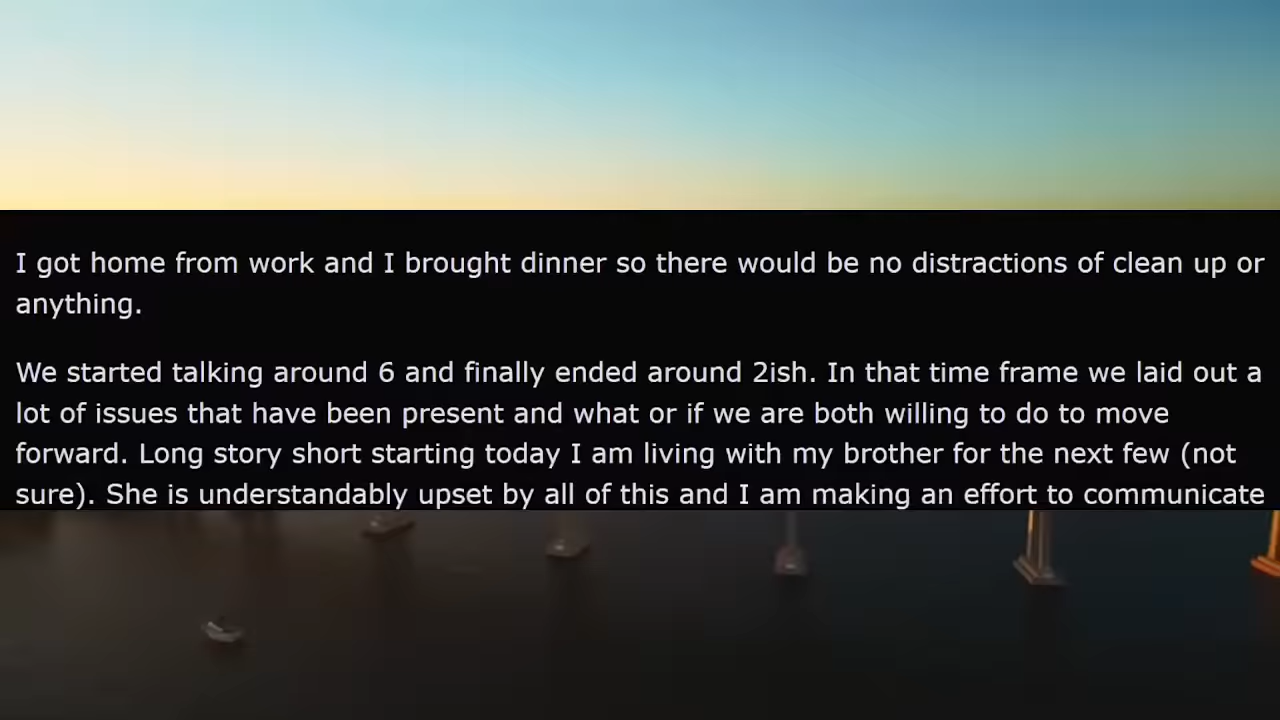 I got home from work and I brought dinner so there would be no distractions of clean up or
anything.
We started talking around 6 and finally ended around 2ish. In that time frame we laid out a
lot of issues that have been present and what or if we are both willing to do to move
forward. Long story short starting today I am living with my brother for the next few (not
sure). She is understandably upset by all of this and I am making an effort to communicate